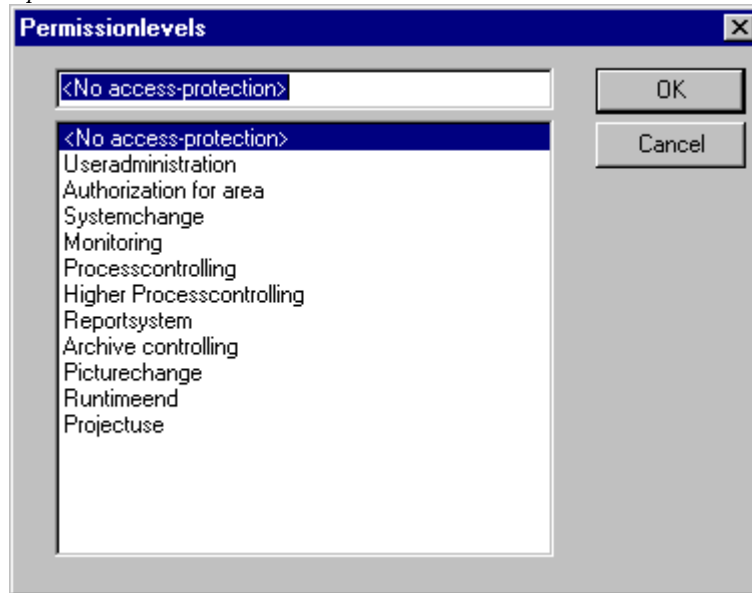 Permissionlevels
<No access-protection>
OK
<No access-protection>
Cancel
Useradministration
Authorization for area
Systemchange
Monitoring
Processcontrolling
Higher Processcontrolling
Reportsystem
Archive controlling
Picturechange
Runtimeend
Projectuse